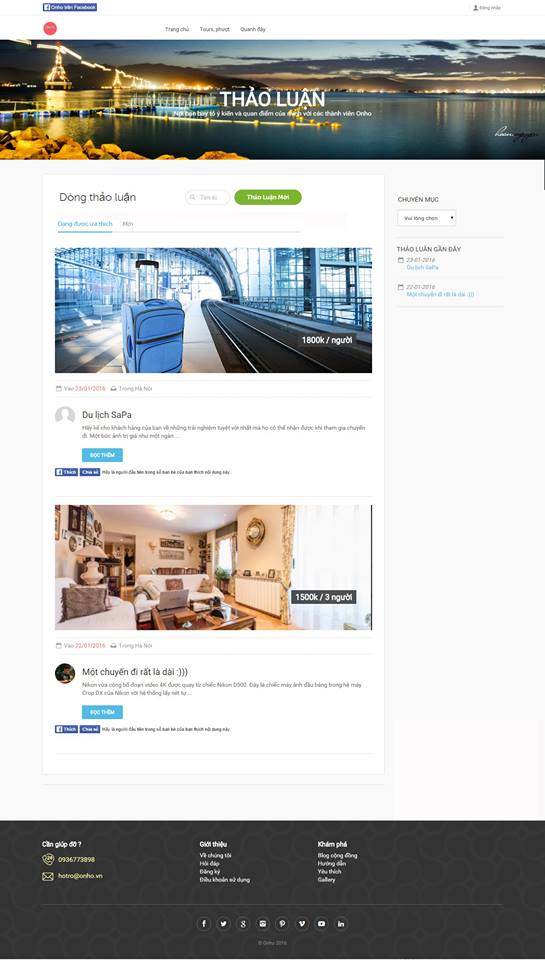 Onho trên Facebook
Đăng nhập
Trang chủ
Tours, phượt
Quanh đây
THẢO LUẬN
Nơi bạn bày tỏ ý kiến và quan điểm của mình với các thành viên Onho
Dòng thảo luận
Tìm kiếm
Thảo Luận Mới
Đang được ưa thích
Mới
1800k / người
Vào 23/01/2016
Trong Hà Nội
Du lịch SaPa
Hãy kể cho khách hàng của bạn về những trải nghiệm tuyệt vời nhất mà họ có thể nhận được khi tham gia chuyến
đi. Một bức ảnh trị giá như một ngàn ...
ĐỌC THÊM
Thích
Chia sẻ
Hãy là người đầu tiên trong số bạn bè của bạn thích nội dung này.
1500k / 3 người
Vào 22/01/2016
Trong Hà Nội
Một chuyến đi rất là dài :)))
Nikon vừa công bố đoạn video 4K được quay từ chiếc Nikon D500. Đây là chiếc máy ảnh đầu bảng trong hệ máy
Crop DX của Nikon với hệ thống lấy nét tự ...
ĐỌC THÊM
Thích
Chia sẻ
Hãy là người đầu tiên trong số bạn bè của bạn thích nội dung này.
CHUYÊN MỤC
Vui lòng chọn
THẢO LUẬN GẦN ĐÂY
23-01-2016
Du lịch SaPa
22-01-2016
Một chuyến đi rất là dài :)))
Cần giúp đỡ ?
0936773898
hotro@onho.vn
Giới thiệu
Về chúng tôi
Hỏi đáp
Đăng ký
Điều khoản sử dụng
Khám phá
Blog cộng đồng
Hướng dẫn
Yêu thích
Gallery
© Onho 2016